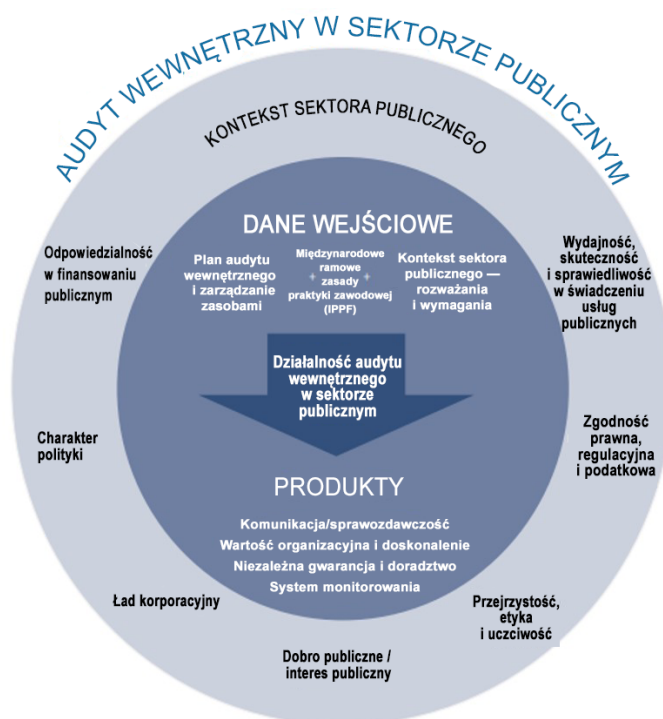 AUDYT WEWNĘTRZNY W SEKTORZE PUBLICZNYM
KONTEKST SEKTORA PUBLICZNEGO
DANE WEJŚCIOWE
Plan audytu
wewnętrznego
i zarządzanie
zasobami
+
Międzynarodowe
ramowe
zasady
praktyki zawodowej
(IPPF)
+
Kontekst sektora
publicznego —
rozważania
i wymagania
Działalność audytu
wewnętrznego
w sektorze
publicznym
PRODUKTY
Komunikacja/sprawozdawczość
Wartość organizacyjna i doskonalenie
Niezależna gwarancja i doradztwo
System monitorowania
Odpowiedzialność
w finansowaniu
publicznym
Charakter
polityki
Ład korporacyjny
Dobro publiczne /
interes publiczny
Przejrzystość,
etyka
i uczciwość
Zgodność
prawna,
regulacyjna
i podatkowa
Wydajność,
skuteczność
i sprawiedliwość
w świadczeniu
usług
publicznych